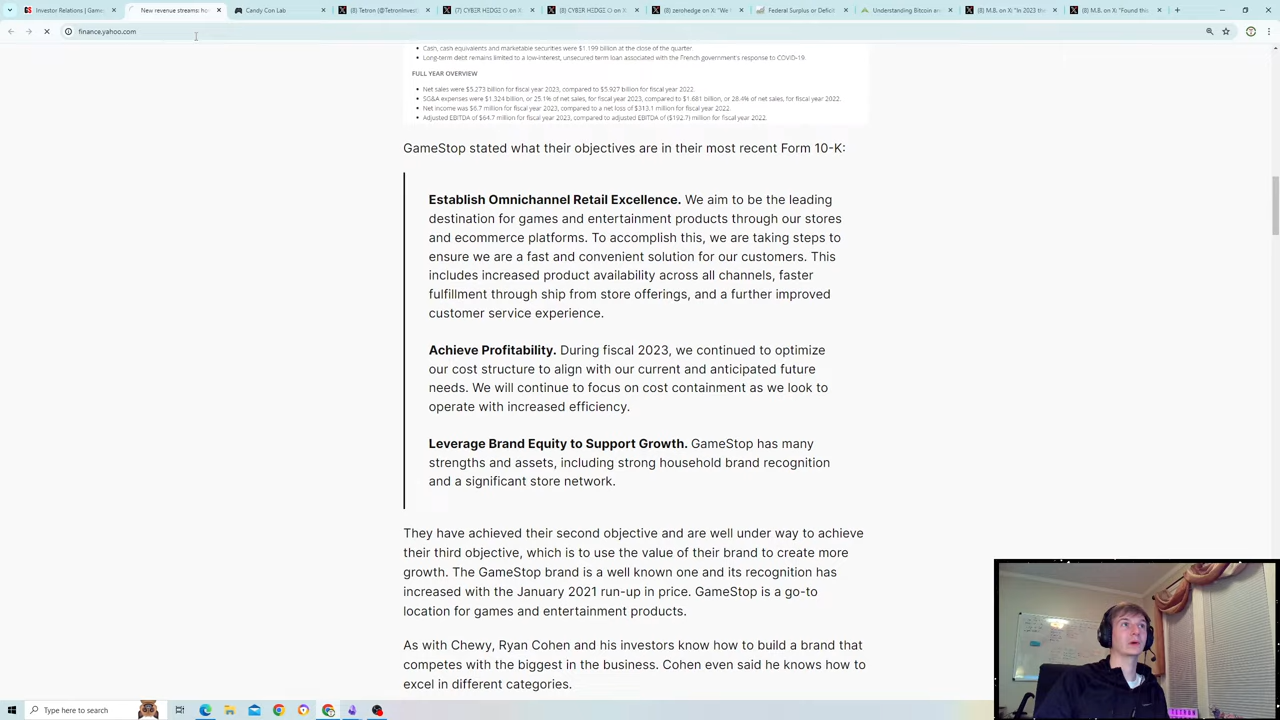 Investor Relations | Game
New revenue streams: ho
Candy Con Lab
(8) Tetron (@TetronInvest
(7) CYBER HEDGE CI on X
(8) CYBER HEDGE CI on X
(8) zerohedge on X: "We
Federal Surplus or Deficit
Understanding Bitcoin an
(8) M.B. on X: "In 2023 th
(8) M.B. on X: "Found this
finance.yahoo.com
Cash, cash equivalents and marketable securities were $1.199 billion at the close of the quarter.
Long-term debt remains limited to a low-interest, unsecured term loan associated with the French government's response to COVID-19.
FULL YEAR OVERVIEW
Net sales were $5.273 billion for fiscal year 2023, compared to $5.927 billion for fiscal year 2022.
SG&A expenses were $1.324 billion, or 25.1% of net sales, for fiscal year 2023, compared to $1.681 billion, or 28.4% of net sales, for fiscal year 2022.
Net income was $6.7 million for fiscal year 2023, compared to a net loss of $313.1 million for fiscal year 2022.
Adjusted EBITDA of $64.7 million for fiscal year 2023, compared to adjusted EBITDA of ($192.7) million for fiscal year 2022.
GameStop stated what their objectives are in their most recent Form 10-K:
Establish Omnichannel Retail Excellence. We aim to be the leading
destination for games and entertainment products through our stores
and ecommerce platforms. To accomplish this, we are taking steps to
ensure we are a fast and convenient solution for our customers. This
includes increased product availability across all channels, faster
fulfillment through ship from store offerings, and a further improved
customer service experience.
Achieve Profitability. During fiscal 2023, we continued to optimize
our cost structure to align with our current and anticipated future
needs. We will continue to focus on cost containment as we look to
operate with increased efficiency.
Leverage Brand Equity to Support Growth. GameStop has many
strengths and assets, including strong household brand recognition
and a significant store network.
They have achieved their second objective and are well under way to achieve
their third objective, which is to use the value of their brand to create more
growth. The GameStop brand is a well known one and its recognition has
increased with the January 2021 run-up in price. GameStop is a go-to
location for games and entertainment products.
As with Chewy, Ryan Cohen and his investors know how to build a brand that
competes with the biggest in the business. Cohen even said he knows how to
excel in different categories.
Type here to search
TETRON